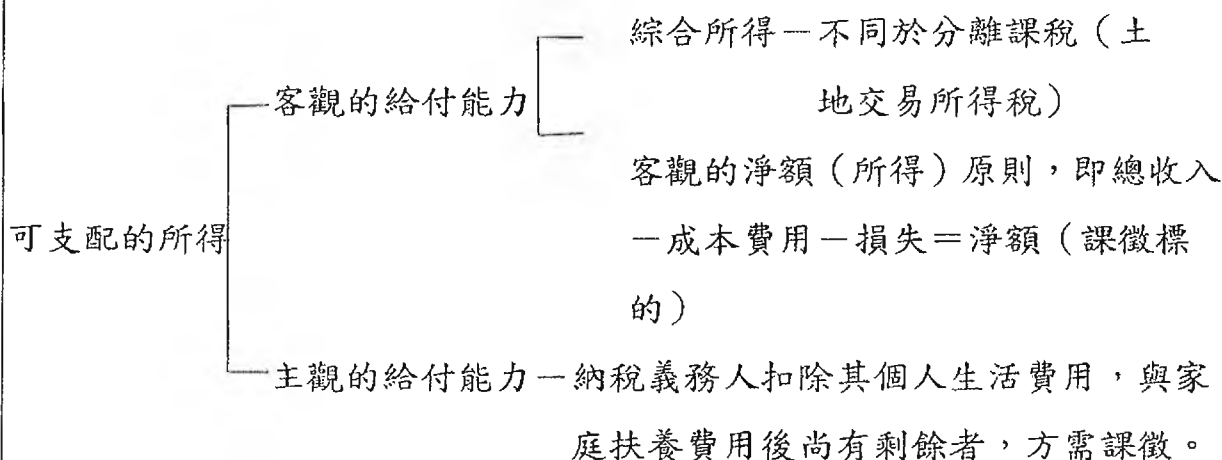 綜合所得－不同於分離課稅（土
地交易所得稅）
客觀的給付能力
客觀的淨額（所得）原則，即總收入
可支配的所得
－成本費用－損失＝淨額（課徵標
的）
主觀的給付能力－納稅義務人扣除其個人生活費用，與家
庭扶養費用後尚有剩餘者，方需課徵。